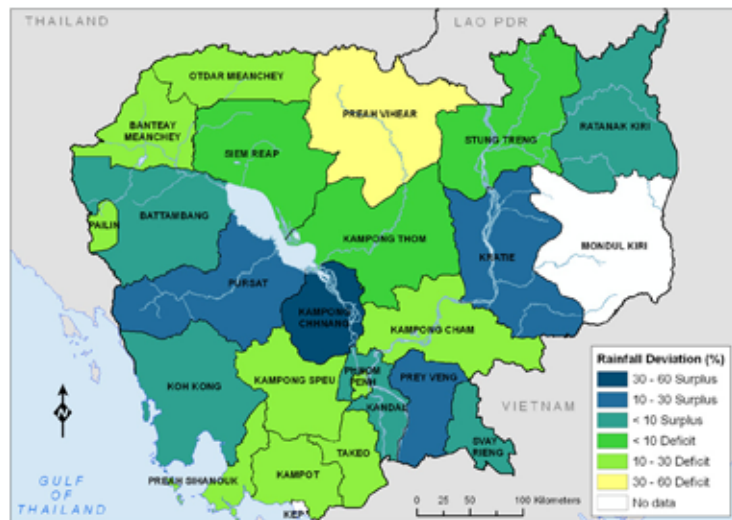 THAILAND
LAO PDR
OTDAR MEANCHEY
BANTEAY
MEANCHEY
PREAH VIHEAR
SIEM REAP
STUNG TRENG
RATANAK KIRI
BATTAMBANG
PAILIN
KAMPONG THOM
KRATIE
MONDUL KIRI
PURSAT
KAMPONG
CHHNANG
KAMPONG CHAM
KOH KONG
KAMPONG SPEU
PHNOM
PENH
KANDAL
PREY VENG
SVAY
RIENG
TAKEO
KAMPOT
PREAH SIHANOUK
KEP
VIETNAM
GULF
OF
THAILAND
N
0 25 50 100 Kilometers
Rainfall Deviation (%)
30 - 60 Surplus
10 - 30 Surplus
< 10 Surplus
< 10 Deficit
10 - 30 Deficit
30 - 60 Deficit
No data